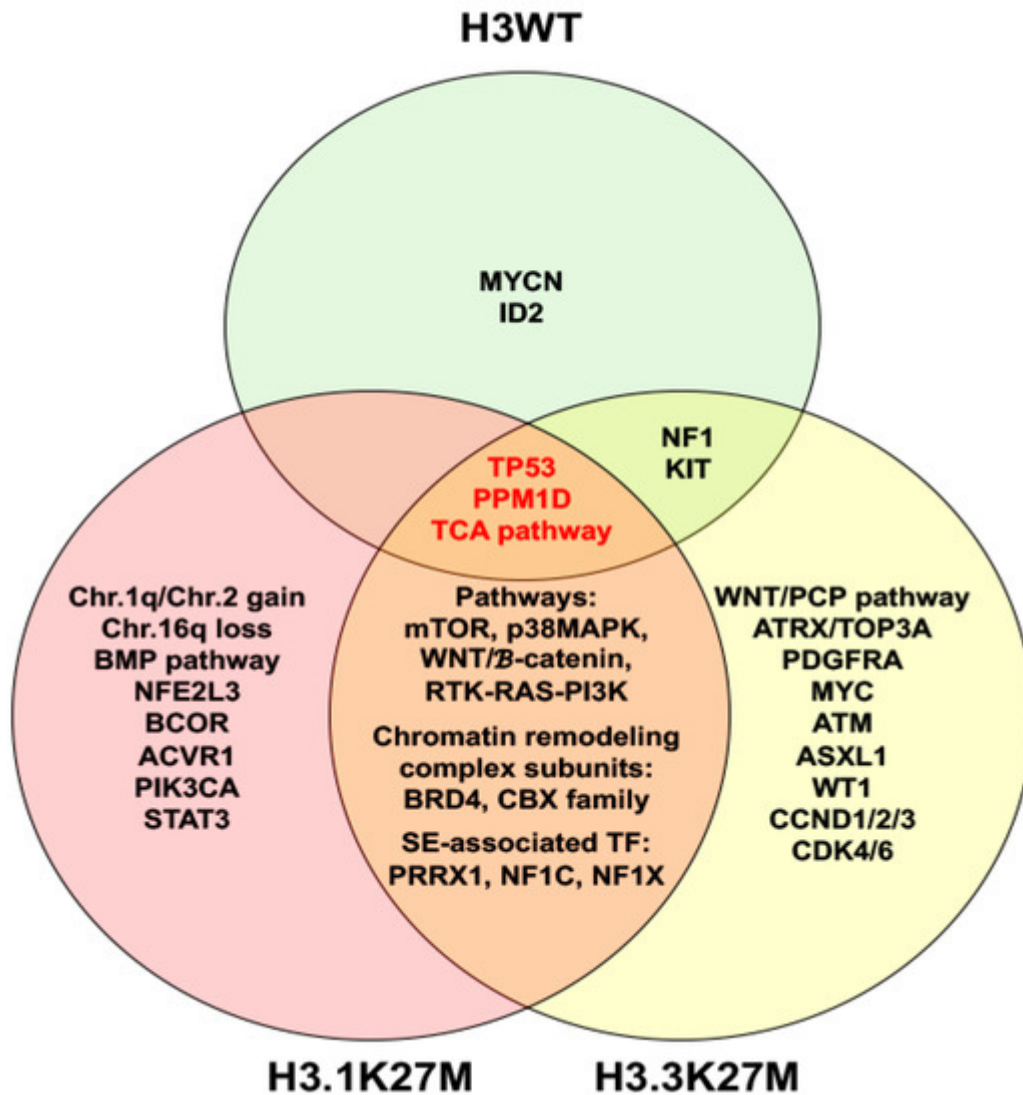 H3WT
MYCN
ID2
NF1
KIT
TP53
PPM1D
TCA pathway
Chr.1q/Chr.2 gain
Chr.16q loss
BMP pathway
NFE2L3
BCOR
ACVR1
PIK3CA
STAT3
Pathways:
mTOR, p38MAPK,
WNT/ℬ-catenin,
RTK-RAS-PI3K
Chromatin remodeling
complex subunits:
BRD4, CBX family
SE-associated TF:
PRRX1, NF1C, NF1X
WNT/PCP pathway
ATRX/TOP3A
PDGFRA
MYC
ATM
ASXL1
WT1
CCND1/2/3
CDK4/6
H3.1K27M
H3.3K27M